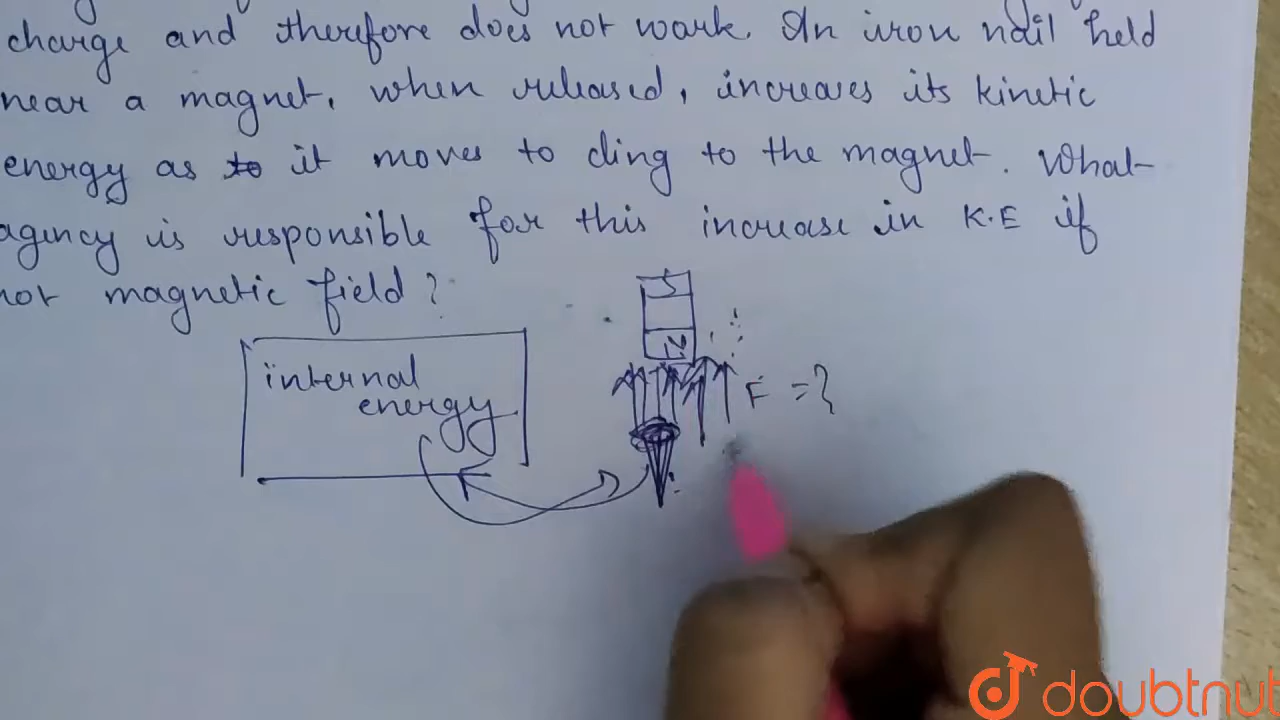 charge and therefore does not work. An iron nail held
near a magnet, when released, increases its kinetic
energy as to it moves to cling to the magnet. What
agency is responsible for this increase in K.E if
not magnetic field?
S
N
internal
energy
F = ?
doubtnut